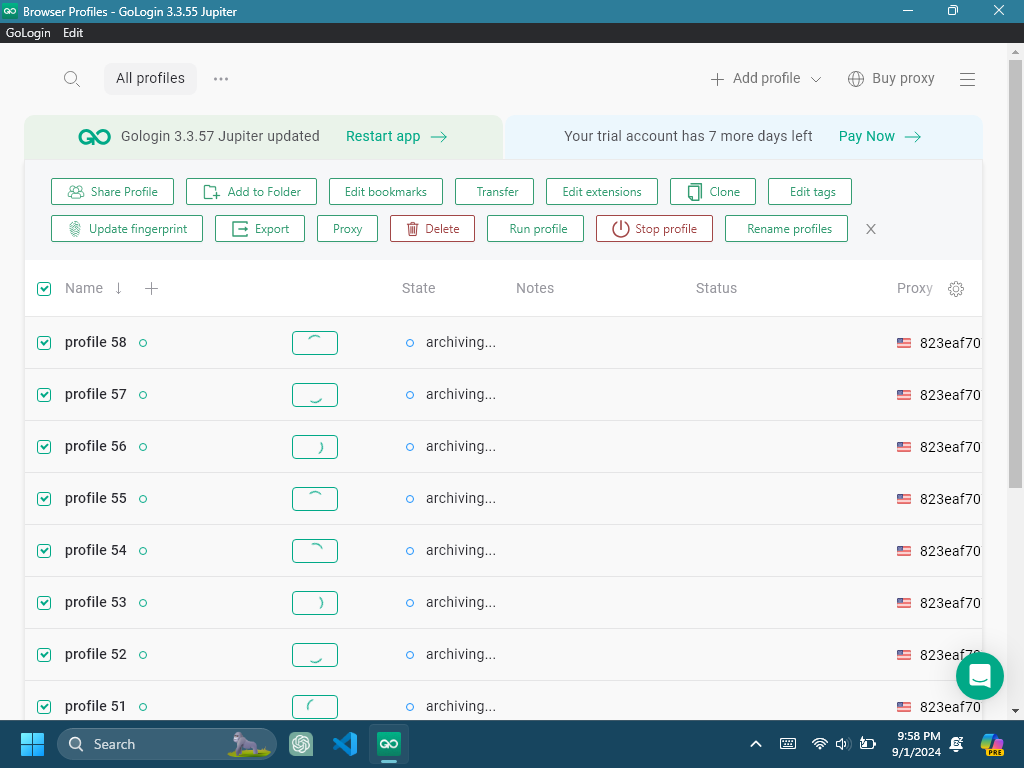 Browser Profiles - GoLogin 3.3.55 Jupiter
GoLogin Edit
All profiles
Add profile
Buy proxy
Gologin 3.3.57 Jupiter updated
Restart app
Your trial account has 7 more days left
Pay Now
Share Profile
Add to Folder
Edit bookmarks
Transfer
Edit extensions
Clone
Edit tags
Update fingerprint
Export
Proxy
Delete
Run profile
Stop profile
Rename profiles
Name
State
Notes
Status
Proxy
profile 58 archiving... 823eaf70
profile 57 archiving... 823eaf70
profile 56 archiving... 823eaf70
profile 55 archiving... 823eaf70
profile 54 archiving... 823eaf70
profile 53 archiving... 823eaf70
profile 52 archiving... 823eaf70
profile 51 archiving... 823eaf70
Search
9:58 PM
9/1/2024
PRE